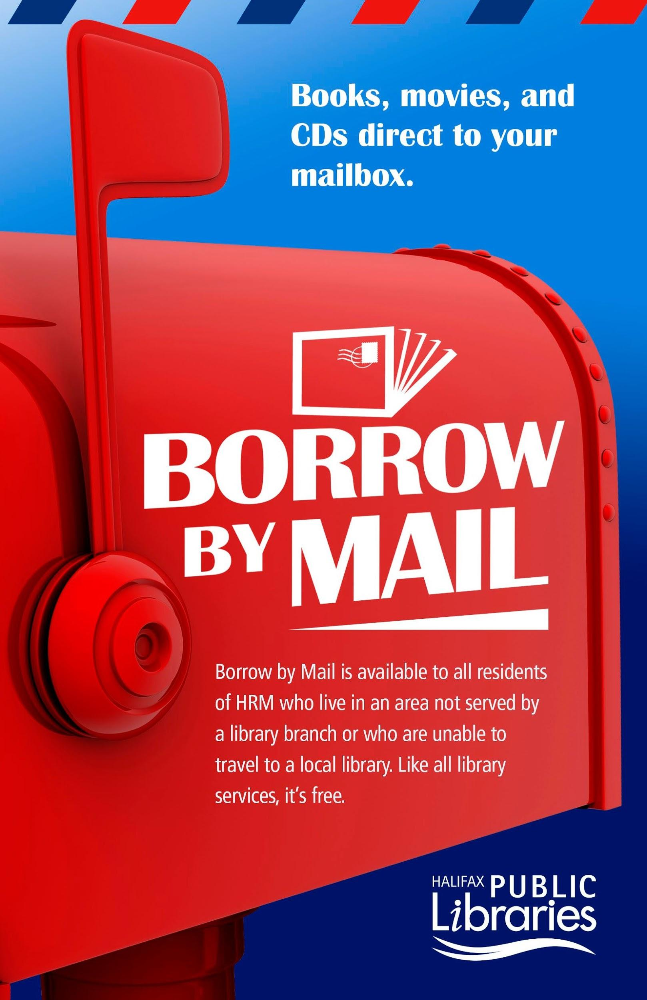 Books, movies, and
CDs direct to your
mailbox.
BORROW
BY MAIL
Borrow by Mail is available to all residents
of HRM who live in an area not served by
a library branch or who are unable to
travel to a local library. Like all library
services, it’s free.
HALIFAX PUBLIC
Libraries